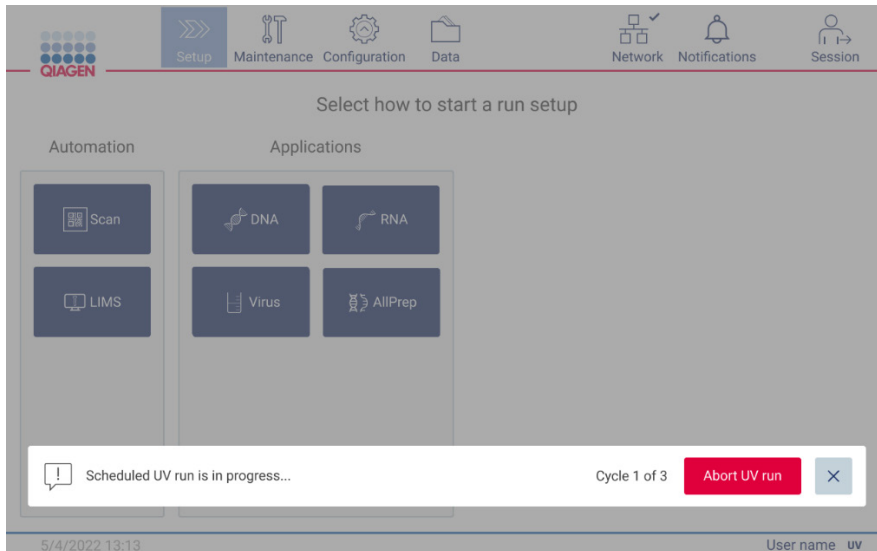 QIAGEN
Setup
Maintenance
Configuration
Data
Network
Notifications
Session
Select how to start a run setup
Automation
Applications
Scan
DNA
RNA
LIMS
Virus
AllPrep
Scheduled UV run is in progress...
Cycle 1 of 3
Abort UV run
5/4/2022 13:13
User name UV